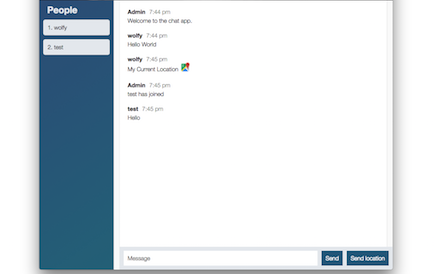 People
1. wolfy
2. test
Admin 7:44 pm
Welcome to the chat app.
wolfy 7:44 pm
Hello World
wolfy 7:45 pm
My Current Location
Admin 7:45 pm
test has joined
test 7:45 pm
Hello
Message
Send
Send location